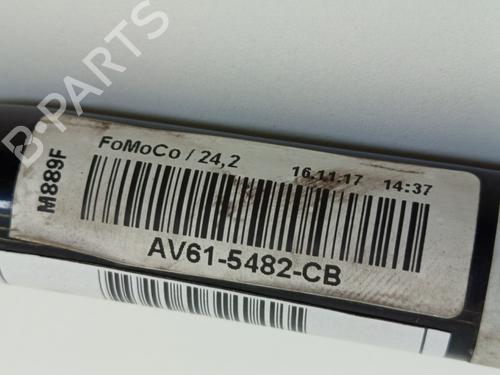 B-PARTS
FoMoCo / 24,2
16.11.17 14:37
M889F
AV61-5482-CB